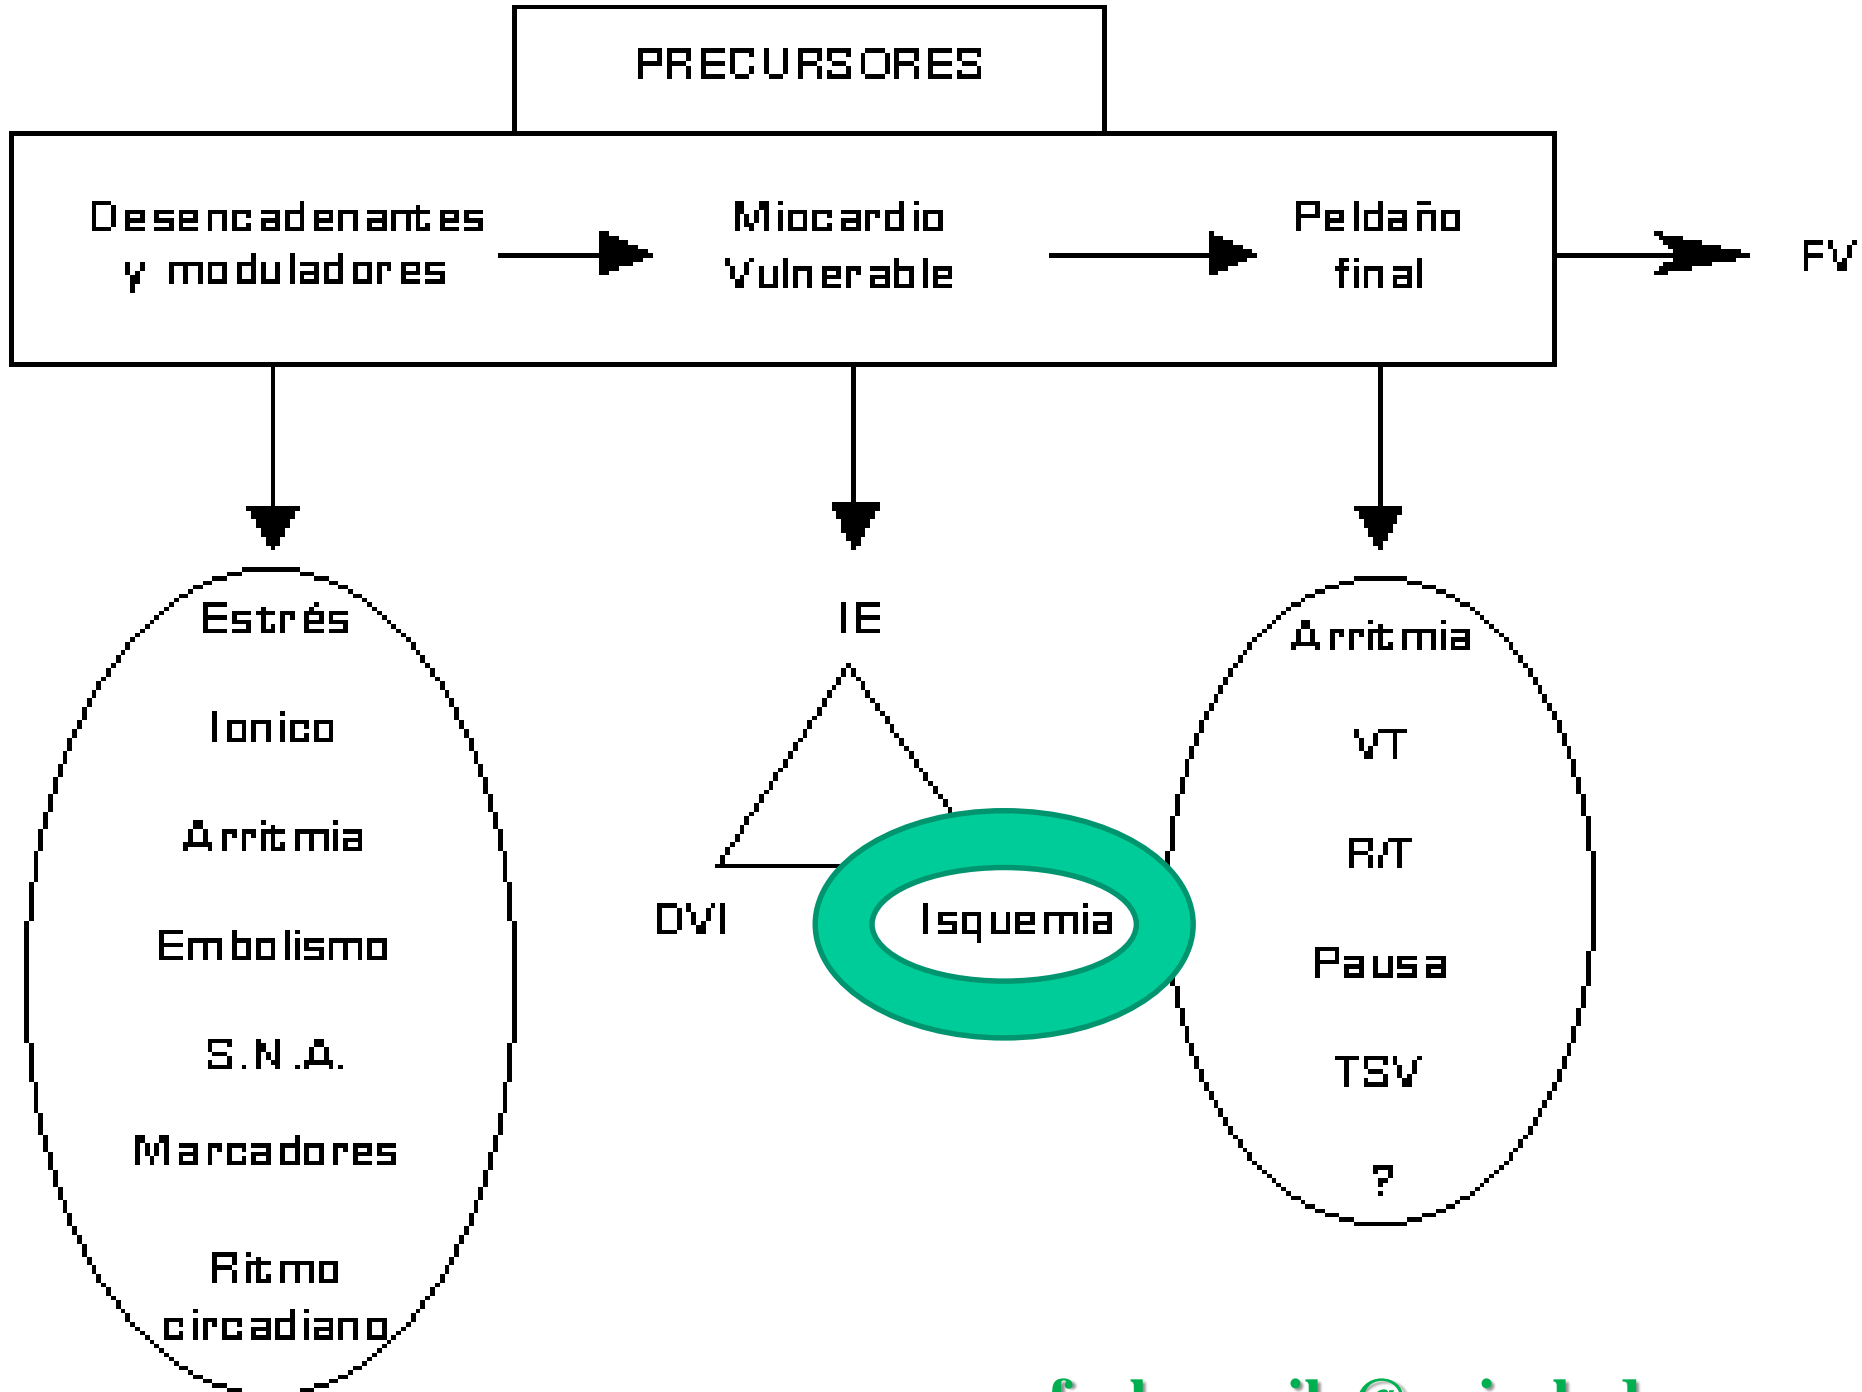 PRECURSORES
Desencadenantes
y moduladores
Miocardio
Vulnerable
Peldaño
final
FV
Estrés
Ionico
Arritmia
Embolismo
S.N.A.
Marcadores
Ritmo
circadiano
IE
DVI
Isquemia
Arritmia
VT
R/T
Pausa
TSV
?